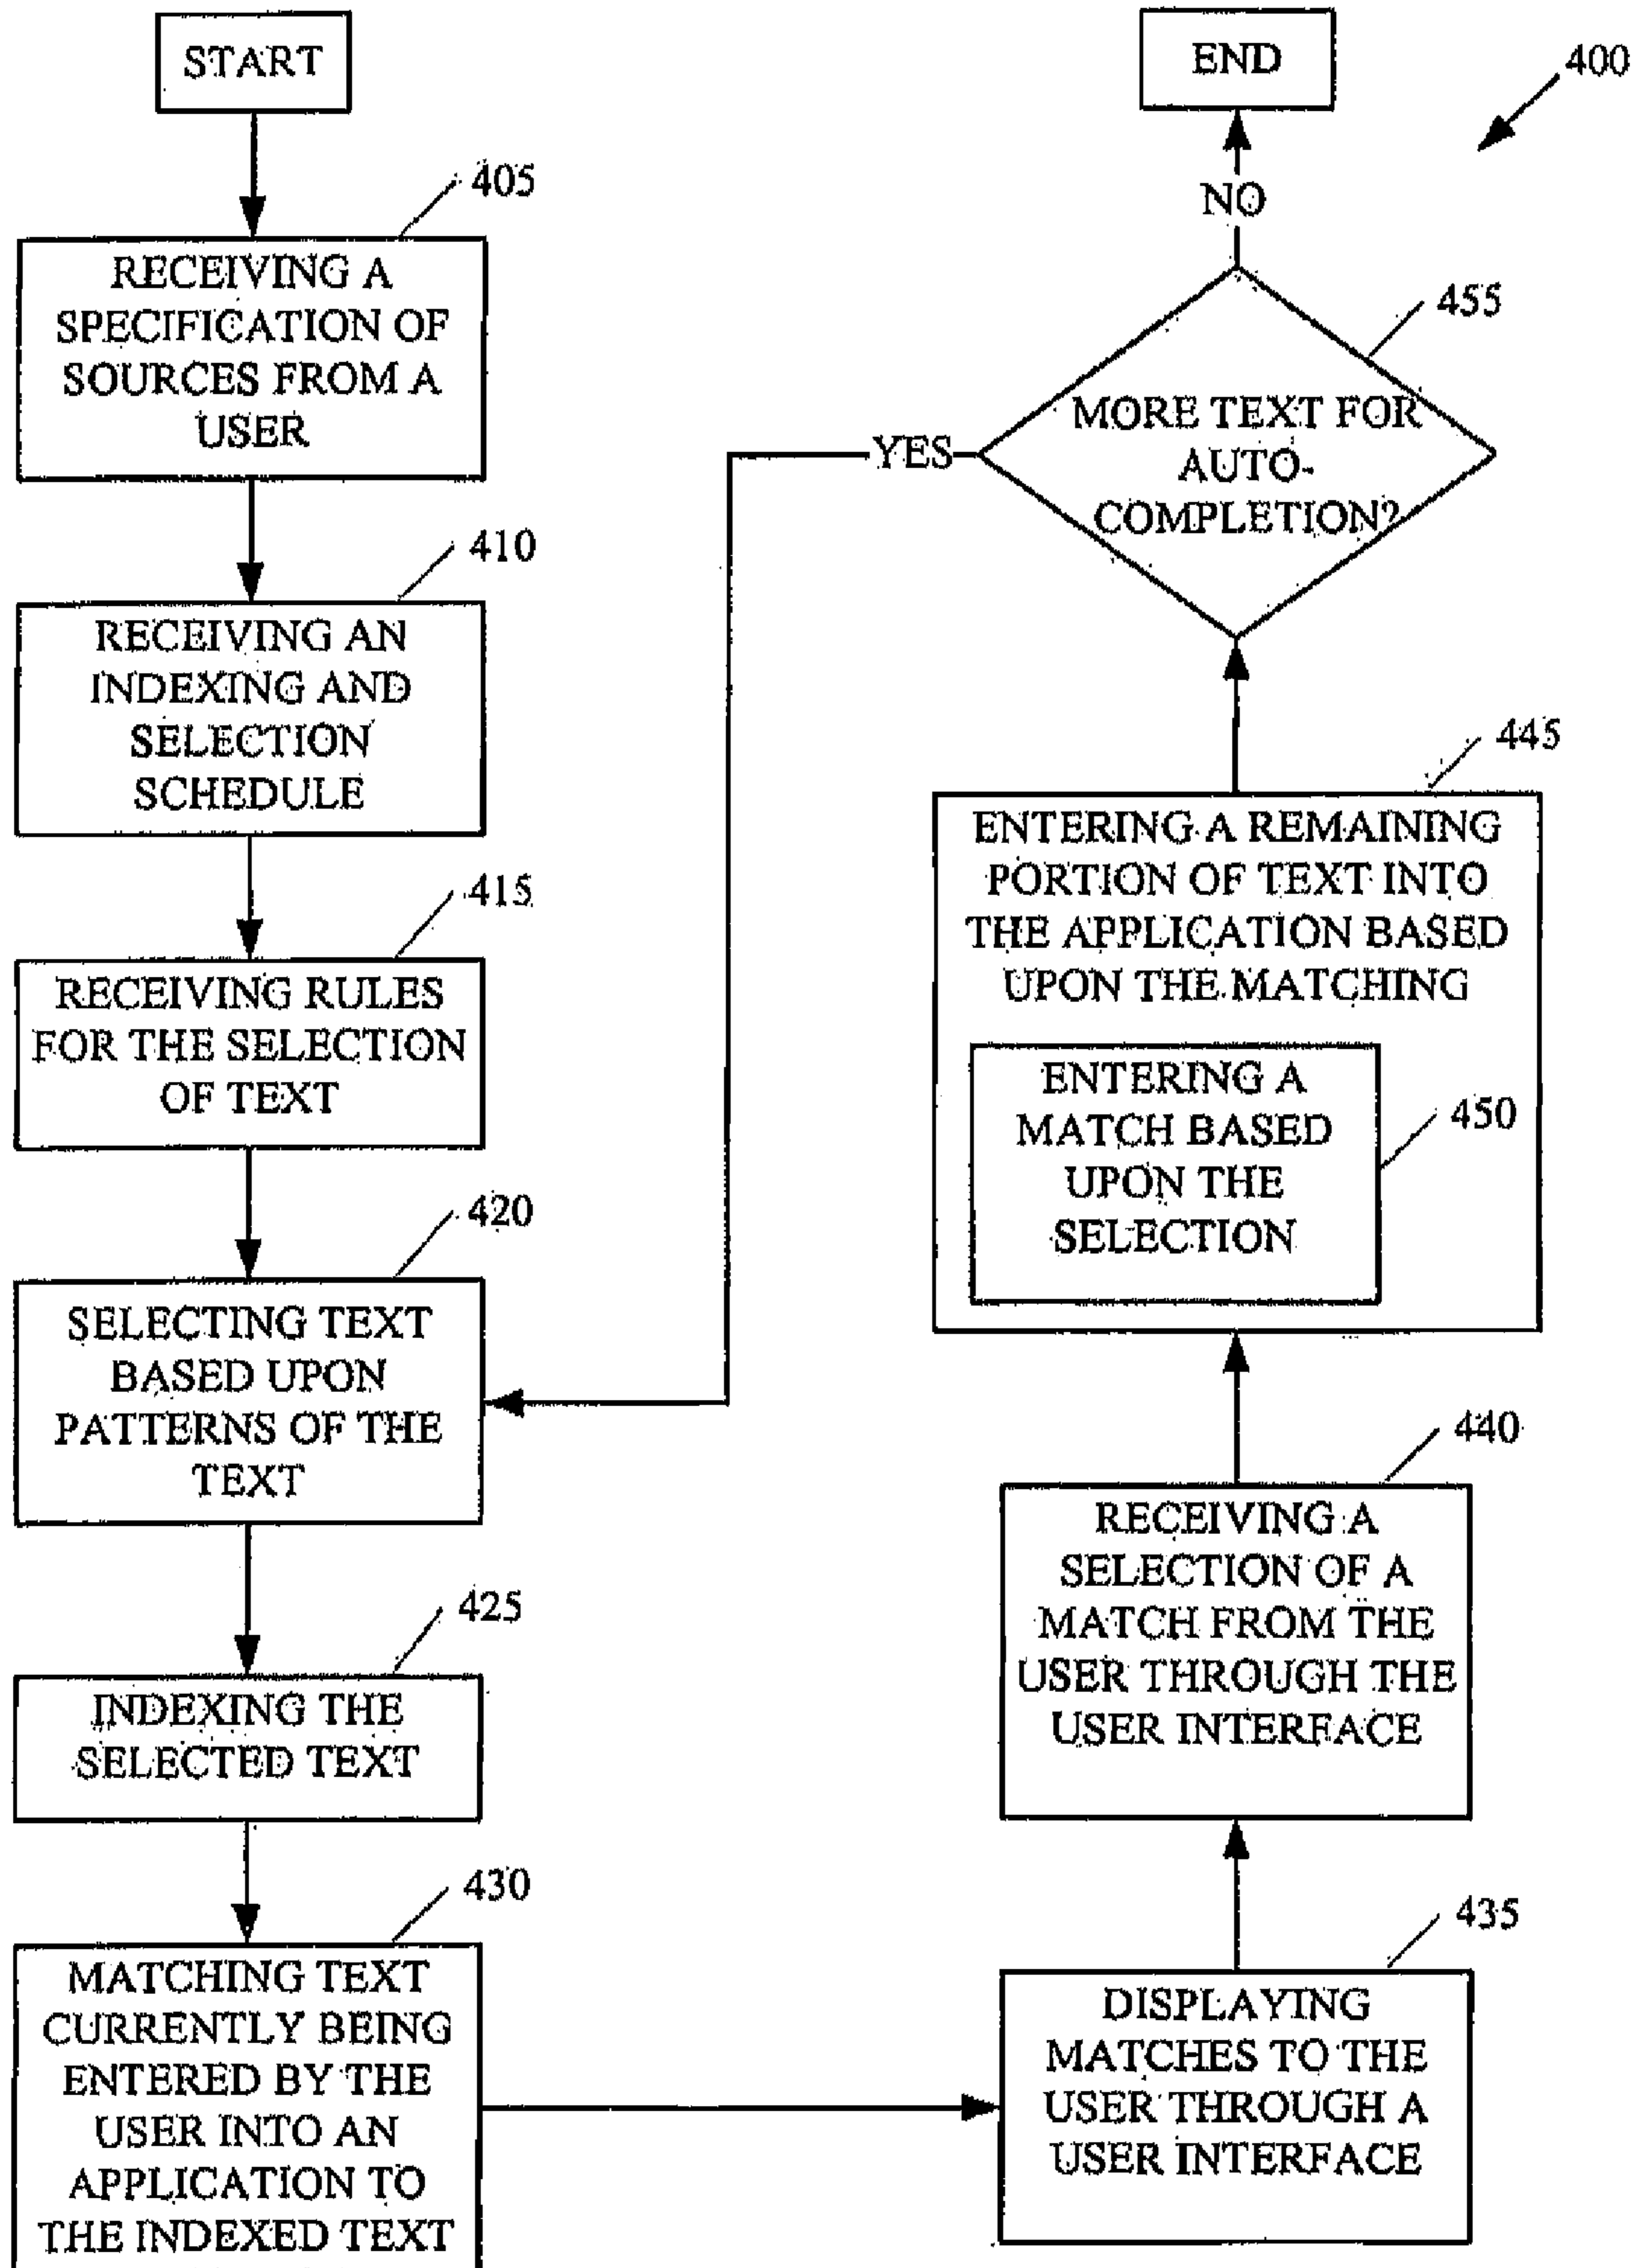 START
405
RECEIVING A
SPECIFICATION OF
SOURCES FROM A
USER
410
RECEIVING AN
INDEXING AND
SELECTION
SCHEDULE
415
RECEIVING RULES
FOR THE SELECTION
OF TEXT
420
SELECTING TEXT
BASED UPON
PATTERNS OF THE
TEXT
425
INDEXING THE
SELECTED TEXT
430
MATCHING TEXT
CURRENTLY BEING
ENTERED BY THE
USER INTO AN
APPLICATION TO
THE INDEXED TEXT
435
DISPLAYING
MATCHES TO THE
USER THROUGH A
USER INTERFACE
440
RECEIVING A
SELECTION OF A
MATCH FROM THE
USER THROUGH THE
USER INTERFACE
445
ENTERING A REMAINING
PORTION OF TEXT INTO
THE APPLICATION BASED
UPON THE MATCHING
450
ENTERING A
MATCH BASED
UPON THE
SELECTION
455
MORE TEXT FOR
AUTO-
COMPLETION?
YES
NO
END
400